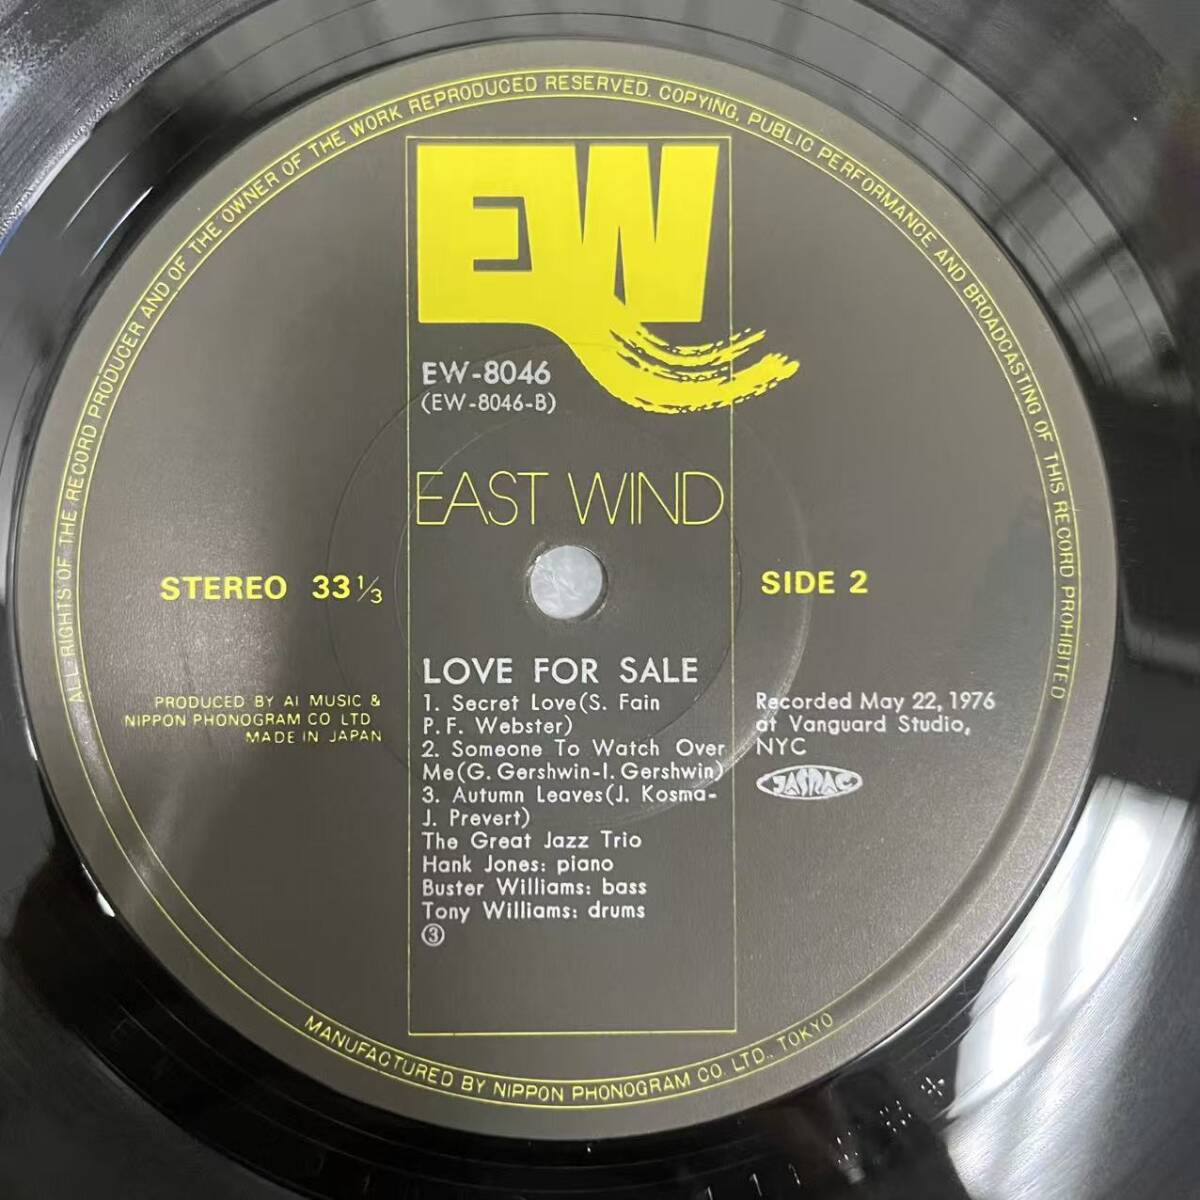 ALL RIGHTS OF THE RECORD PRODUCER AND OF THE OWNER OF THE WORK REPRODUCED RESERVED. COPYING, PUBLIC PERFORMANCE AND BROADCASTING OF THIS RECORD PROHIBITED
EW
EW-8046
(EW-8046-B)
EAST WIND
STEREO 33 1/3
SIDE 2
PRODUCED BY AI MUSIC &
NIPPON PHONOGRAM CO LTD
MADE IN JAPAN
LOVE FOR SALE
1. Secret Love(S. Fain
P.F. Webster)
2. Someone To Watch Over
Me(G. Gershwin-I. Gershwin)
3. Autumn Leaves(J. Kosma-
J. Prevert)
The Great Jazz Trio
Hank Jones: piano
Buster Williams: bass
Tony Williams: drums
③
Recorded May 22, 1976
at Vanguard Studio,
NYC
JASRAC
MANUFACTURED BY NIPPON PHONOGRAM CO. LTD., TOKYO